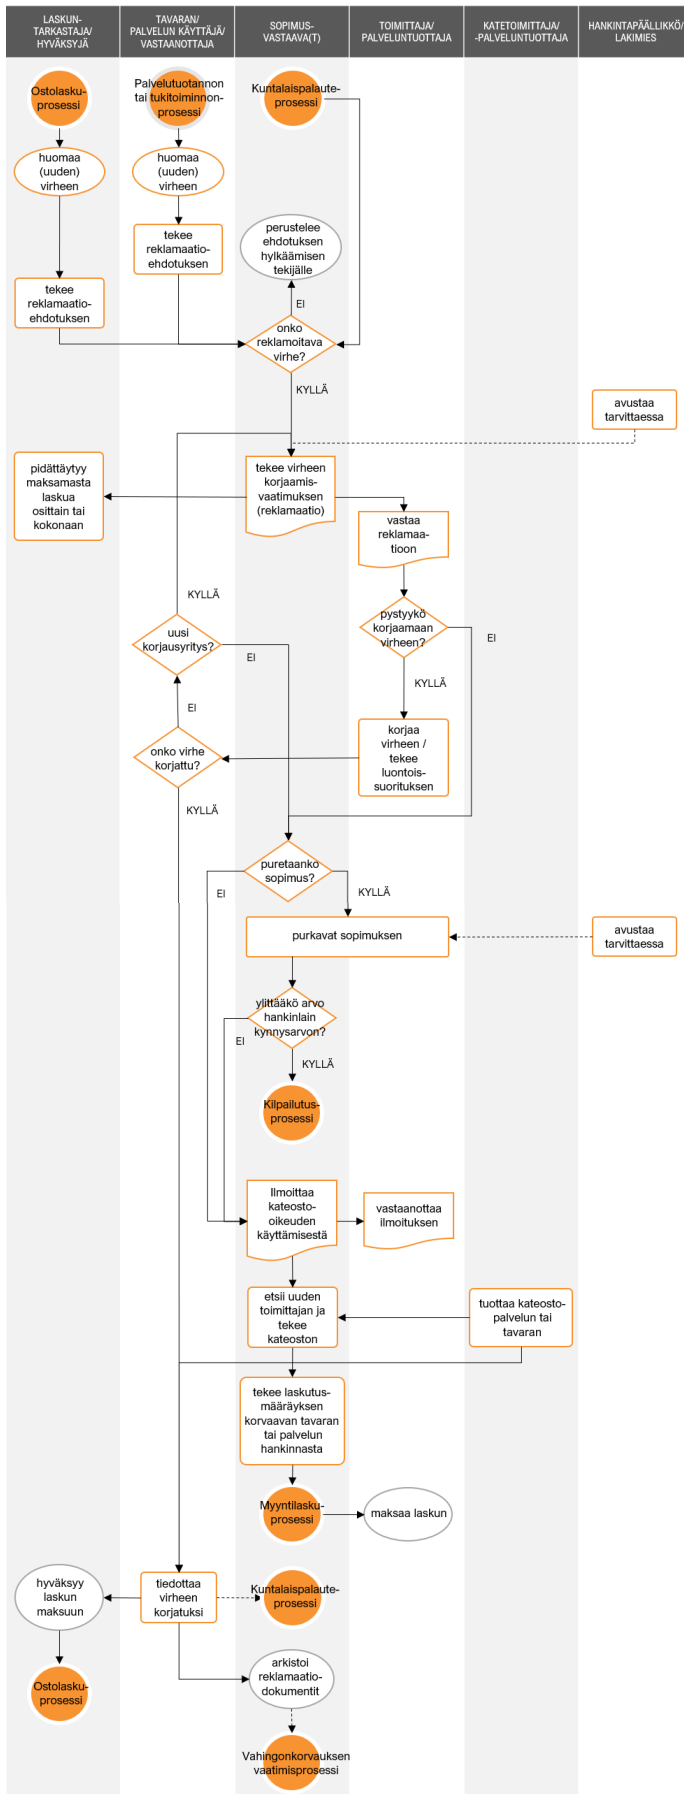 LASKUN-
TARKASTAJA/
HYVÄKSYJÄ
TAVARAN/
PALVELUN KÄYTTÄJÄ/
VASTAANOTTAJA
SOPIMUS-
VASTAAVA(T)
TOIMITTAJA/
PALVELUNTUOTTAJA
KATETOIMITTAJA/
-PALVELUNTUOTTAJA
HANKINTAPÄÄLLIKKÖ/
LAKIMIES
Ostolasku-
prosessi
Palvelutuotannon
tai tukitoiminnon-
prosessi
Kuntalaispalaute-
prosessi
huomaa
(uuden)
virheen
huomaa
(uuden)
virheen
tekee
reklamaatio-
ehdotuksen
perustelee
ehdotuksen
hylkäämisen
tekijälle
tekee
reklamaatio-
ehdotuksen
EI
onko
reklamoitava
virhe?
KYLLÄ
avustaa
tarvittaessa
pidättäytyy
maksamasta
laskua
osittain tai
kokonaan
tekee virheen
korjaamis-
vaatimuksen
(reklamaatio)
vastaa
reklamaa-
tioon
KYLLÄ
uusi
korjausyritys?
EI
pystyykö
korjaamaan
virheen?
EI
KYLLÄ
EI
onko virhe
korjattu?
korjaa
virheen /
tekee
luontois-
suorituksen
KYLLÄ
puretaanko
sopimus?
EI
KYLLÄ
purkavat sopimuksen
avustaa
tarvittaessa
ylittääkö arvo
hankinlain
kynnysarvon?
EI
KYLLÄ
Kilpailutus-
prosessi
Ilmoittaa
kateosto-
oikeuden
käyttämisestä
vastaanottaa
ilmoituksen
etsii uuden
toimittajan ja
tekee
kateoston
tuottaa kateosto-
palvelun tai
tavaran
tekee laskutus-
määräyksen
korvaavan tavaran
tai palvelun
hankinnasta
Myyntilasku-
prosessi
maksaa laskun
hyväksyy
laskun
maksuun
tiedottaa
virheen
korjatuksi
Kuntalaispalaute-
prosessi
Ostolasku-
prosessi
arkistoi
reklamaatio-
dokumentit
Vahingonkorvauksen
vaatimisprosessi